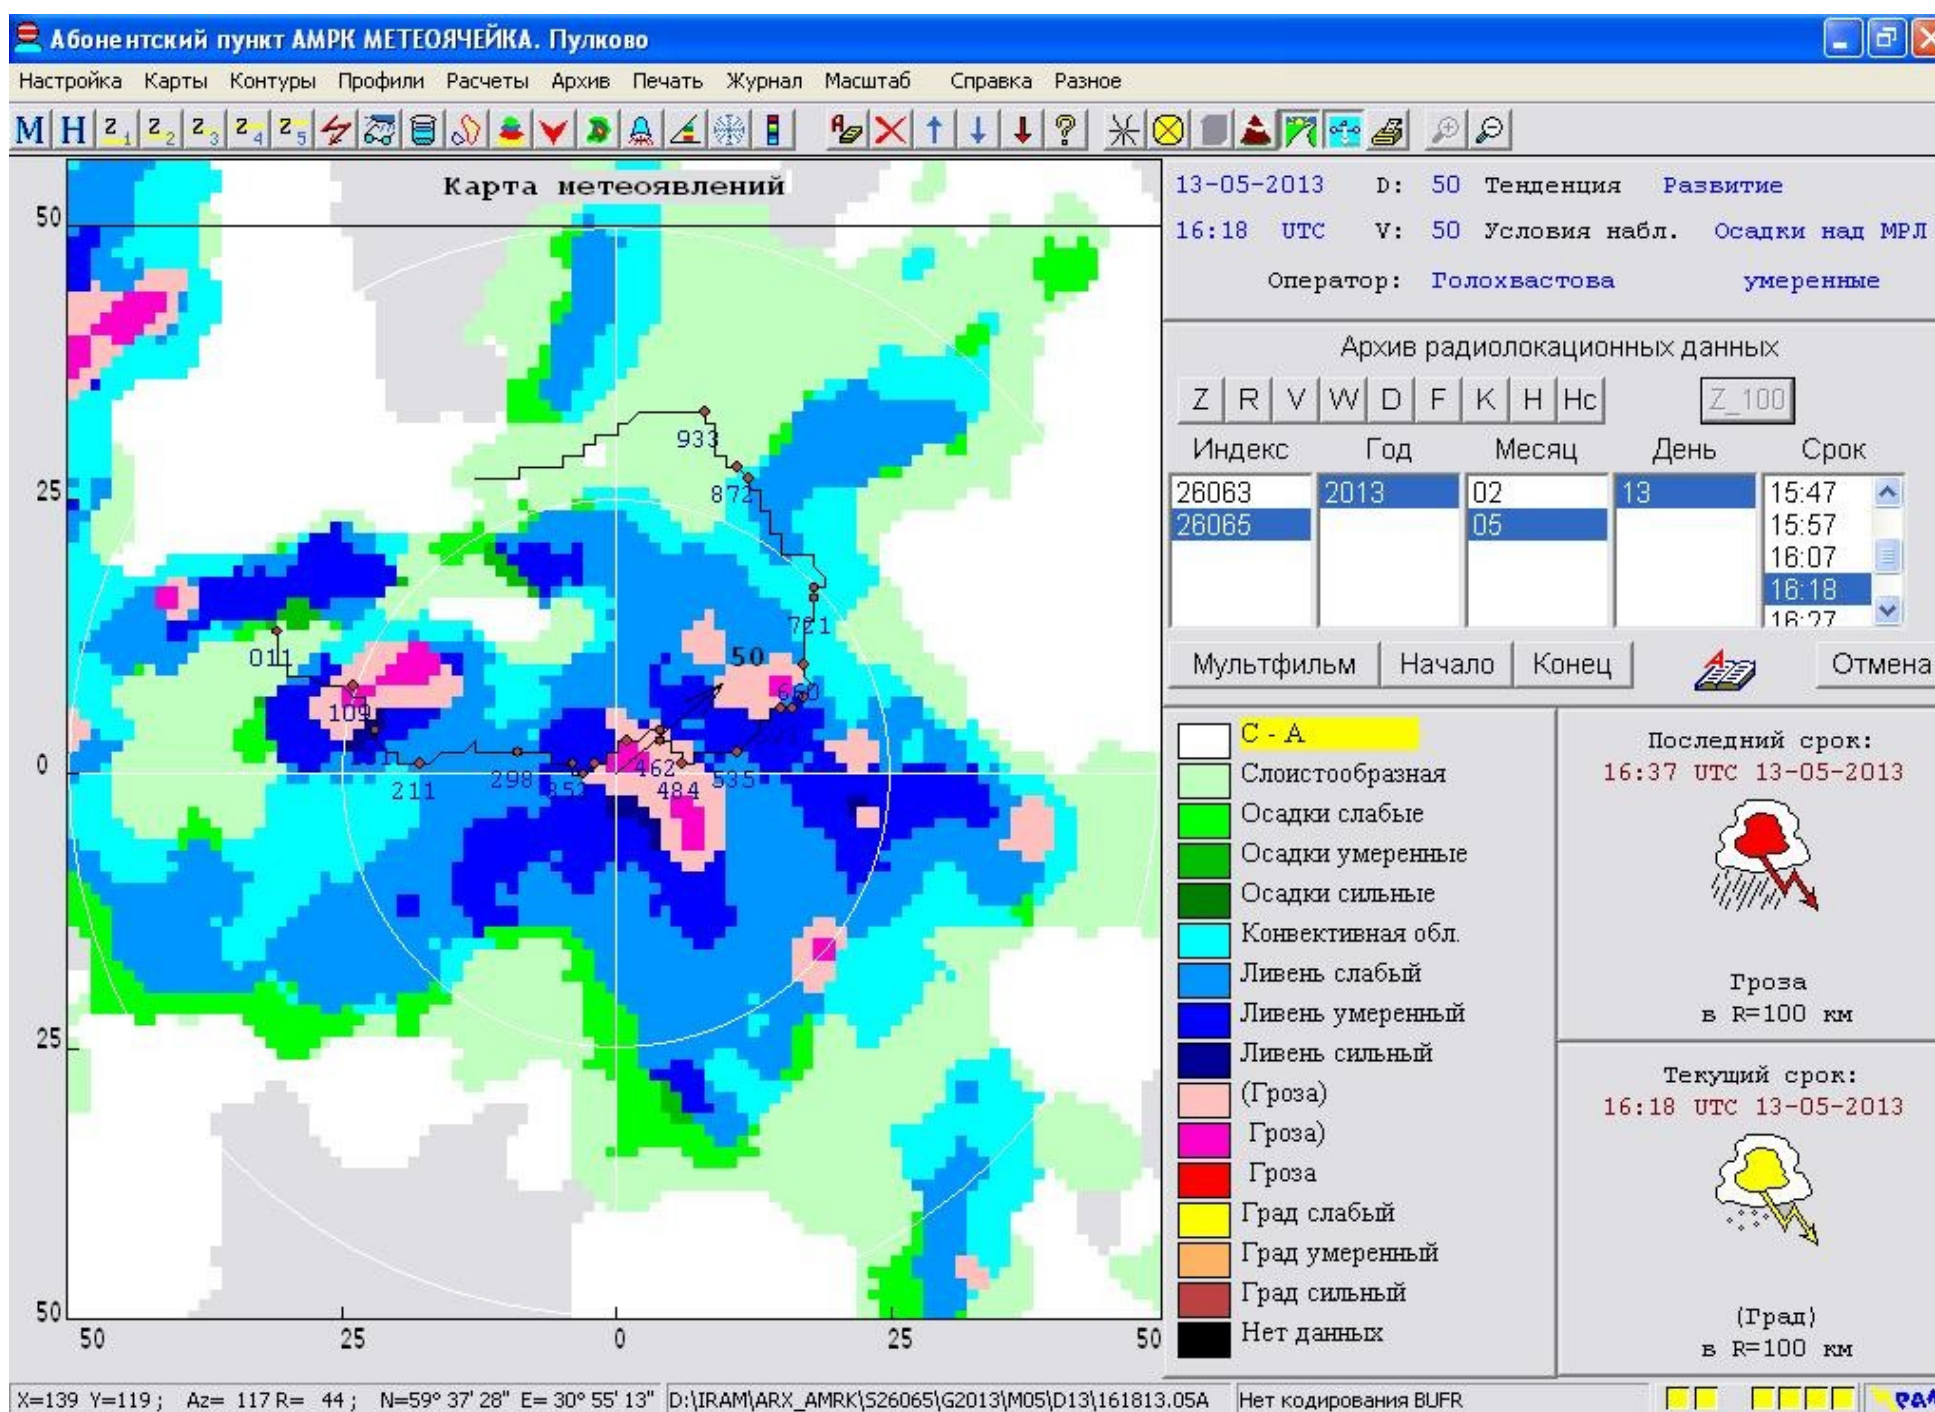 Абонентский пункт АМРК МЕТЕОЯЧЕЙКА. Пулково
Настройка Карты Контуры Профили Расчеты Архив Печать Журнал Масштаб Справка Разное
М Н Z1 Z2 Z3 Z4 Z5
Карта метеоявлений
50
25
0
25
50
50 25 0 25 50
933
872
721
50
660
011
109
211
298
462
484
535
13-05-2013 D: 50 Тенденция Развитие
16:18 UTC V: 50 Условия набл. Осадки над МРЛ
Оператор: Голохвастова умеренные
Архив радиолокационных данных
Z R V W D F K H Hc Z_100
Индекс Год Месяц День Срок
26063 2013 02 13 15:47
26065 05 15:57
16:07
16:18
16:27
Мультфильм Начало Конец Отмена
С - А
Слоистообразная
Осадки слабые
Осадки умеренные
Осадки сильные
Конвективная обл.
Ливень слабый
Ливень умеренный
Ливень сильный
(Гроза)
Гроза)
Гроза
Град слабый
Град умеренный
Град сильный
Нет данных
Последний срок:
16:37 UTC 13-05-2013
Гроза
в R=100 км
Текущий срок:
16:18 UTC 13-05-2013
(Град)
в R=100 км
X=139 Y=119 ; Az= 117 R= 44 ; N=59° 37' 28" E= 30° 55' 13" D:\IRAM\ARX_AMRK\S26065\G2013\M05\D13\161813.05A Нет кодирования BUFR